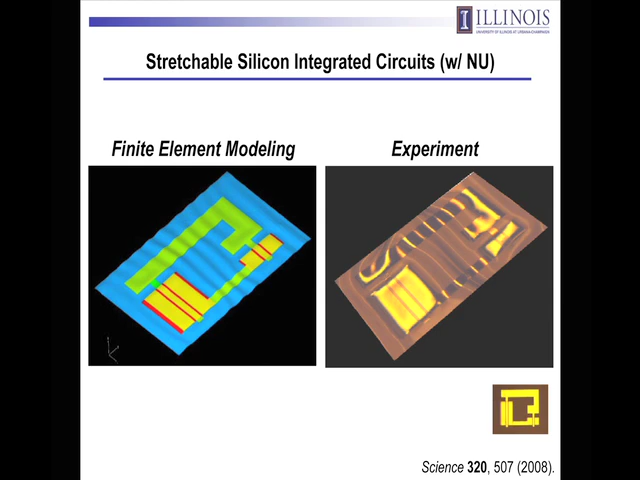 ILLINOIS
UNIVERSITY OF ILLINOIS AT URBANA-CHAMPAIGN
Stretchable Silicon Integrated Circuits (w/ NU)
Finite Element Modeling
Experiment
Science 320, 507 (2008).